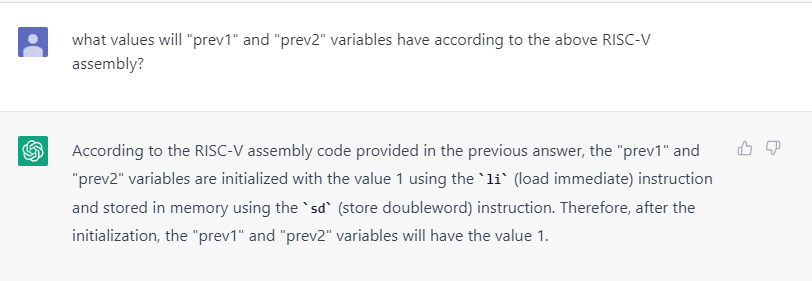 what values will "prev1" and "prev2" variables have according to the above RISC-V
assembly?
According to the RISC-V assembly code provided in the previous answer, the "prev1" and
"prev2" variables are initialized with the value 1 using the `li` (load immediate) instruction
and stored in memory using the `sd` (store doubleword) instruction. Therefore, after the
initialization, the "prev1" and "prev2" variables will have the value 1.